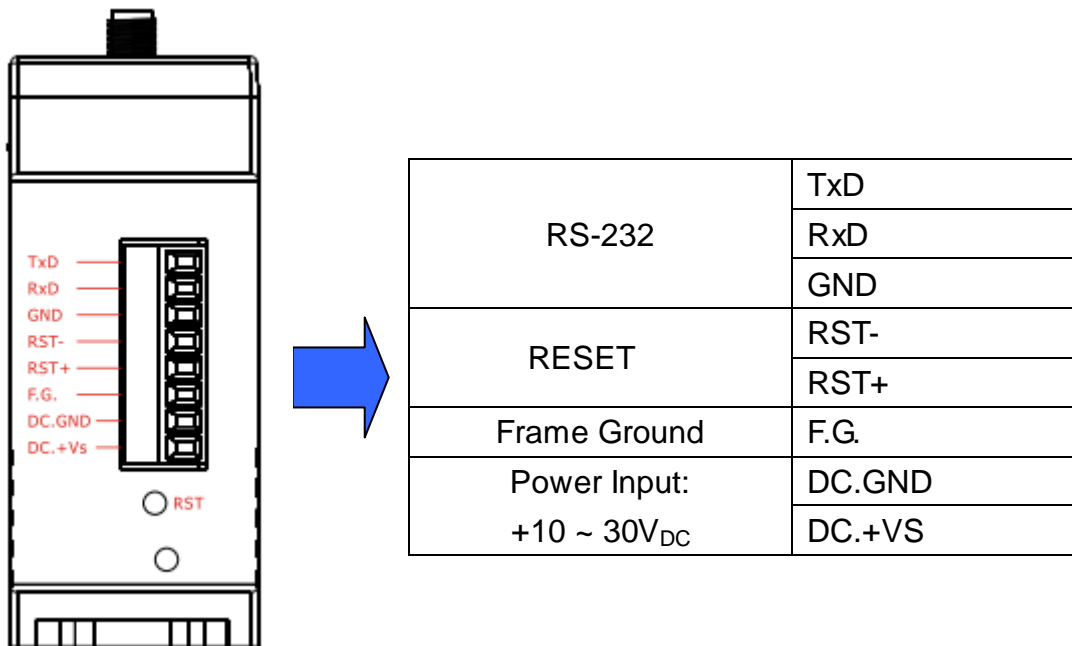 TxD
RxD
GND
RST-
RST+
F.G.
DC.GND
DC.+Vs
RST
RS-232
TxD
RxD
GND
RESET
RST-
RST+
Frame Ground
F.G.
Power Input:
+10 ~ 30VDC
DC.GND
DC.+VS